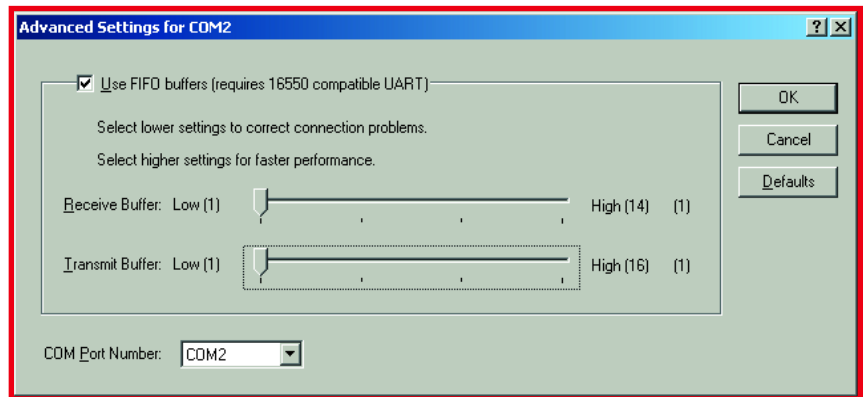 Advanced Settings for COM2
Use FIFO buffers (requires 16550 compatible UART)
Select lower settings to correct connection problems.
Select higher settings for faster performance.
Receive Buffer: Low (1) High (14) (1)
Transmit Buffer: Low (1) High (16) (1)
COM Port Number: COM2
OK
Cancel
Defaults